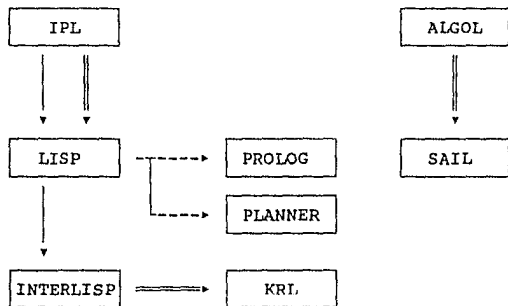 IPL
ALGOL
LISP
PROLOG
SAIL
PLANNER
INTERLISP
KRL